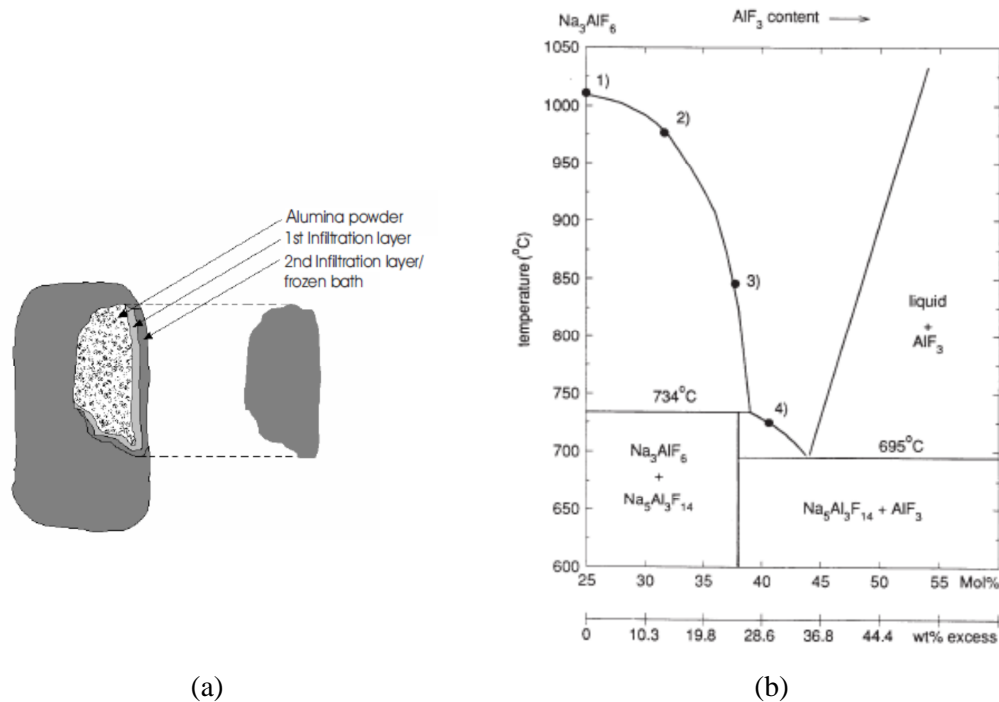 Alumina powder
1st Infiltration layer
2nd Infiltration layer/
frozen bath
(a)
Na₃AlF₆
AlF₃ content →
1050
1000
950
900
850
800
750
700
650
600
temperature (°C)
1)
2)
3)
4)
liquid
+
AlF₃
734°C
695°C
Na₃AlF₆
+
Na₅Al₃F₁₄
Na₅Al₃F₁₄ + AlF₃
25 31 35 40 45 50 55 Mol%
0 10.3 19.8 28.6 36.8 44.4 wt% excess
(b)